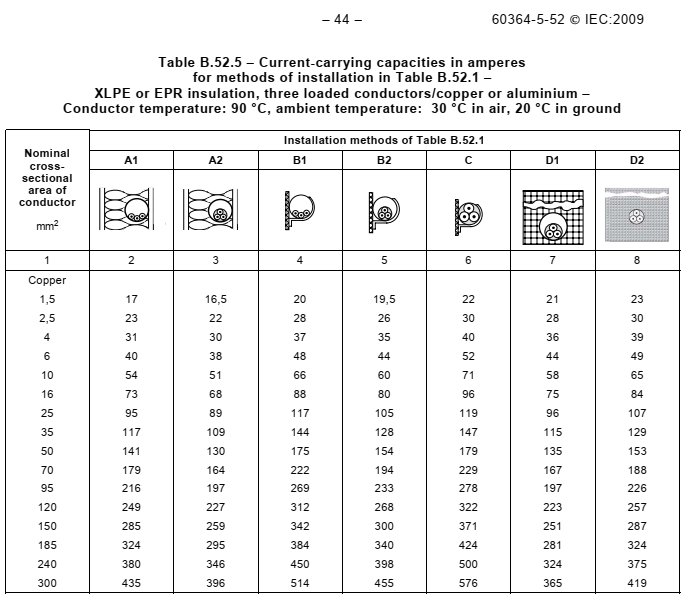 – 44 –
60364-5-52 © IEC:2009
Table B.52.5 – Current-carrying capacities in amperes
for methods of installation in Table B.52.1 –
XLPE or EPR insulation, three loaded conductors/copper or aluminium –
Conductor temperature: 90 °C, ambient temperature: 30 °C in air, 20 °C in ground
Nominal
cross-
sectional
area of
conductor
mm²
Installation methods of Table B.52.1
A1 A2 B1 B2 C D1 D2
1 2 3 4 5 6 7 8
Copper
1,5 17 16,5 20 19,5 22 21 23
2,5 23 22 28 26 30 28 30
4 31 30 37 35 40 36 39
6 40 38 48 44 52 44 49
10 54 51 66 60 71 58 65
16 73 68 88 80 96 75 84
25 95 89 117 105 119 96 107
35 117 109 144 128 147 115 129
50 141 130 175 154 179 135 153
70 179 164 222 194 229 167 188
95 216 197 269 233 278 197 226
120 249 227 312 268 322 223 257
150 285 259 342 300 371 251 287
185 324 295 384 340 424 281 324
240 380 346 450 398 500 324 375
300 435 396 514 455 576 365 419